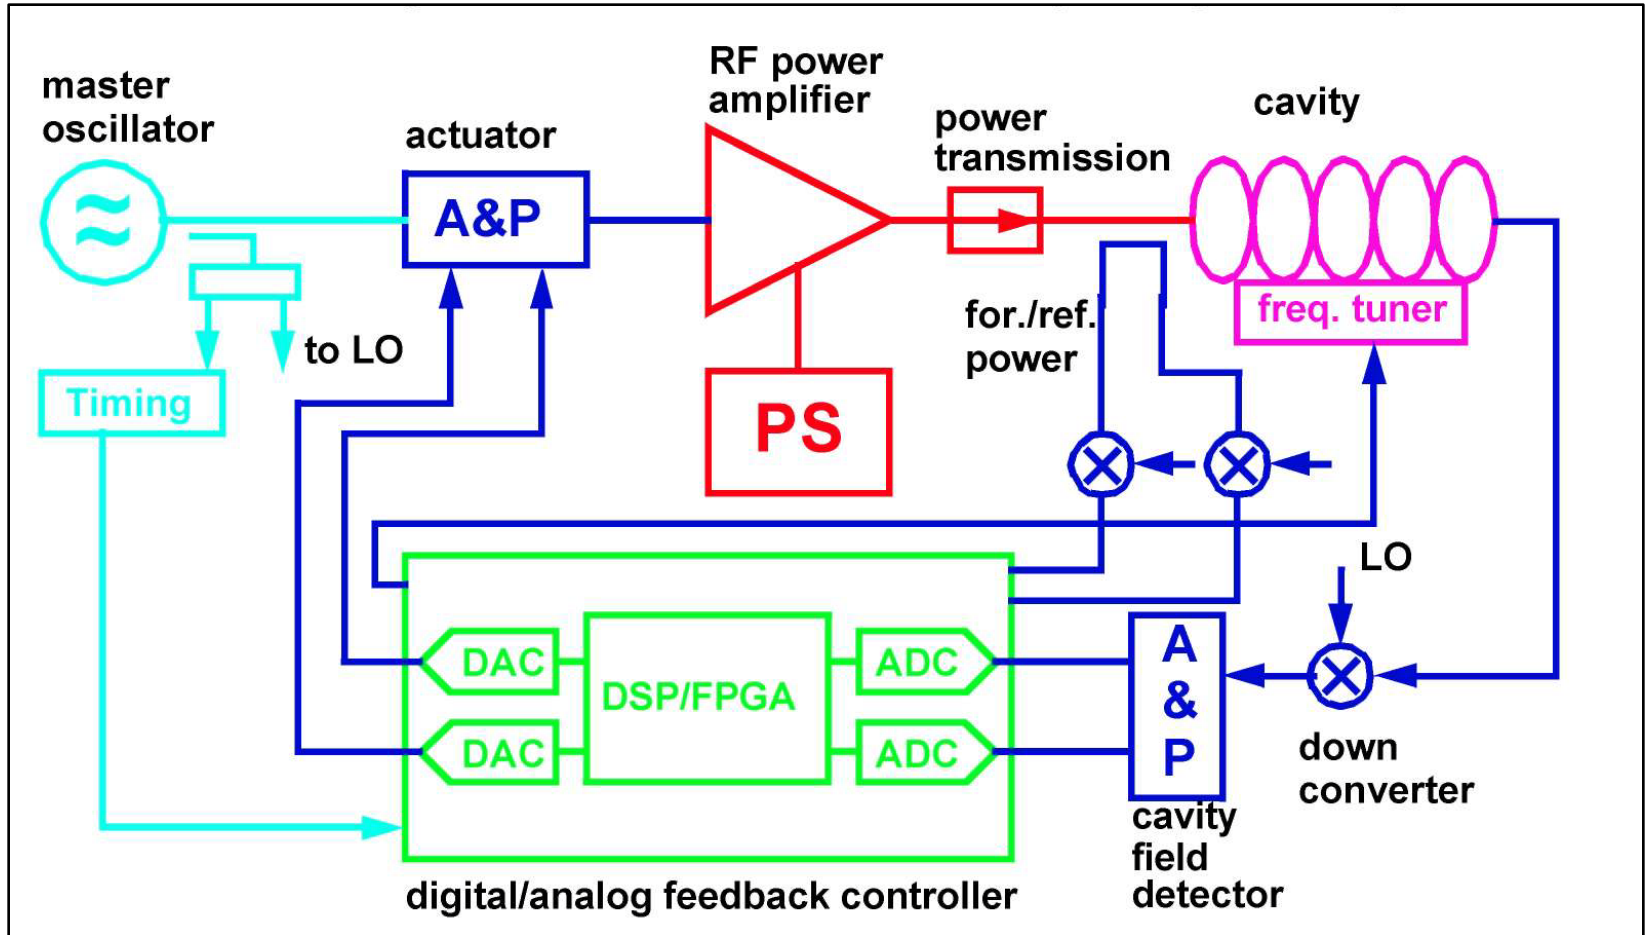 master
oscillator
≈
actuator
A&P
RF power
amplifier
power
transmission
cavity
freq. tuner
for./ref.
power
to LO
Timing
PS
LO
DAC
DSP/FPGA
ADC
DAC
ADC
A
&
P
down
converter
cavity
field
detector
digital/analog feedback controller